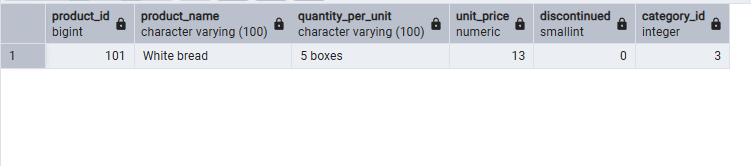 product_id product_name quantity_per_unit unit_price discontinued category_id
bigint character varying (100) character varying (100) numeric smallint integer
1 101 White bread 5 boxes 13 0 3